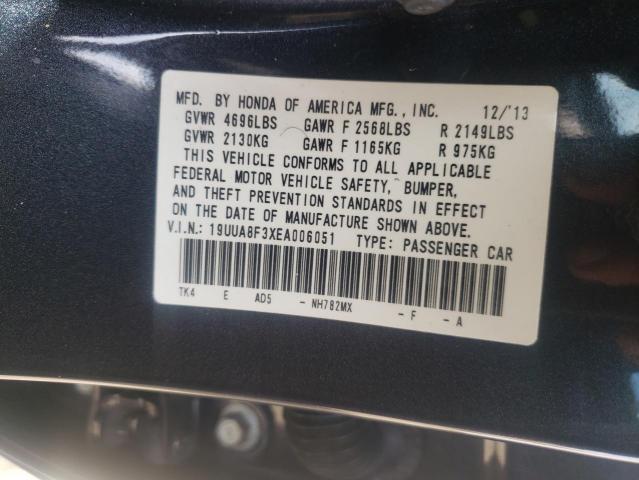 MFD. BY HONDA OF AMERICA MFG., INC. 12/'13
GVWR 4696LBS GAWR F 2568LBS R 2149LBS
GVWR 2130KG GAWR F 1165KG R 975KG
THIS VEHICLE CONFORMS TO ALL APPLICABLE
FEDERAL MOTOR VEHICLE SAFETY, BUMPER,
AND THEFT PREVENTION STANDARDS IN EFFECT
ON THE DATE OF MANUFACTURE SHOWN ABOVE.
V.I.N.: 19UUA8F3XEA006051 TYPE: PASSENGER CAR
TK4 E AD5 - NH782MX - F - A